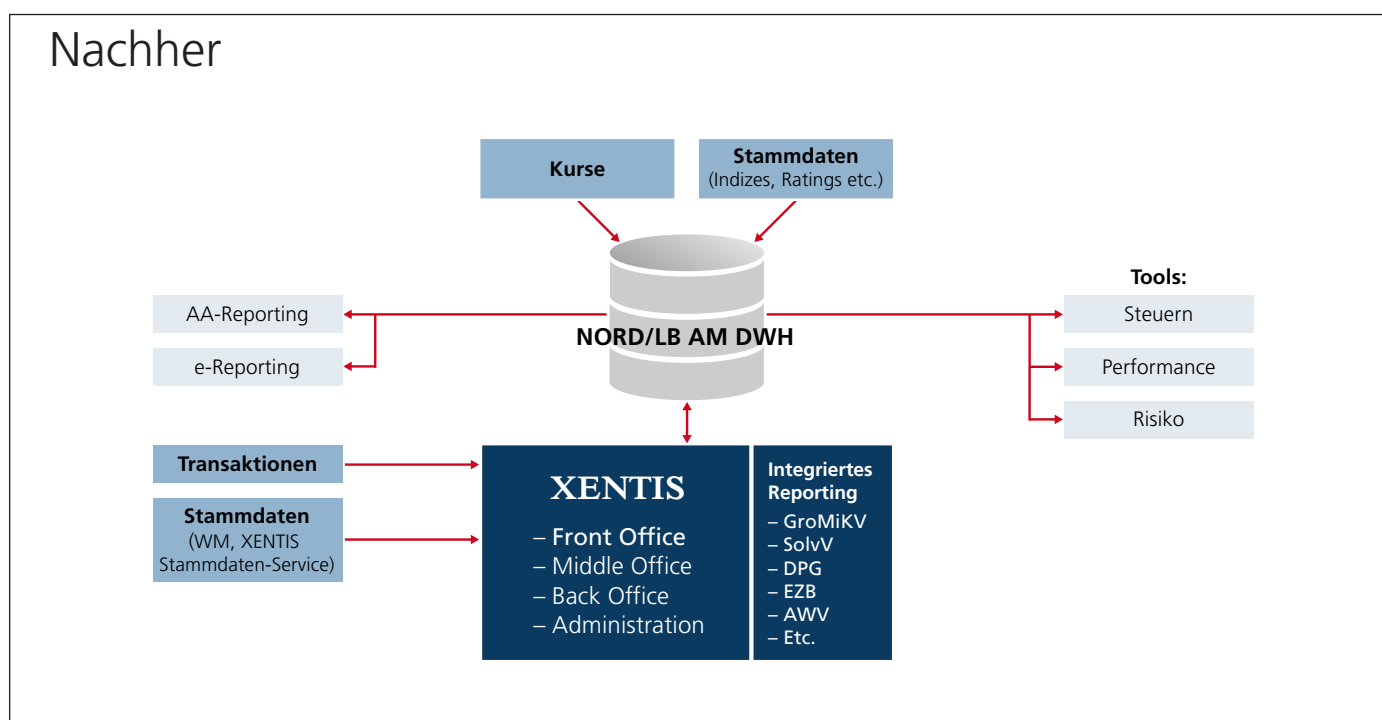 Nachher
Kurse
Stammdaten
(Indizes, Ratings etc.)
Tools:
AA-Reporting
Steuern
NORD/LB AM DWH
e-Reporting
Performance
Risiko
Transaktionen
Stammdaten
(WM, XENTIS
Stammdaten-Service)
XENTIS
– Front Office
– Middle Office
– Back Office
– Administration
Integriertes
Reporting
– GroMiKV
– SolvV
– DPG
– EZB
– AWV
– Etc.